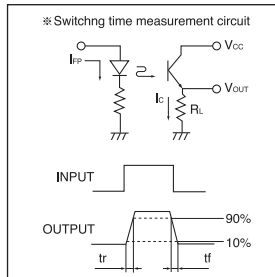 ※Switchng time measurement circuit
IFP
VCC
VOUT
IC
RL
INPUT
OUTPUT
90%
10%
tr
tf